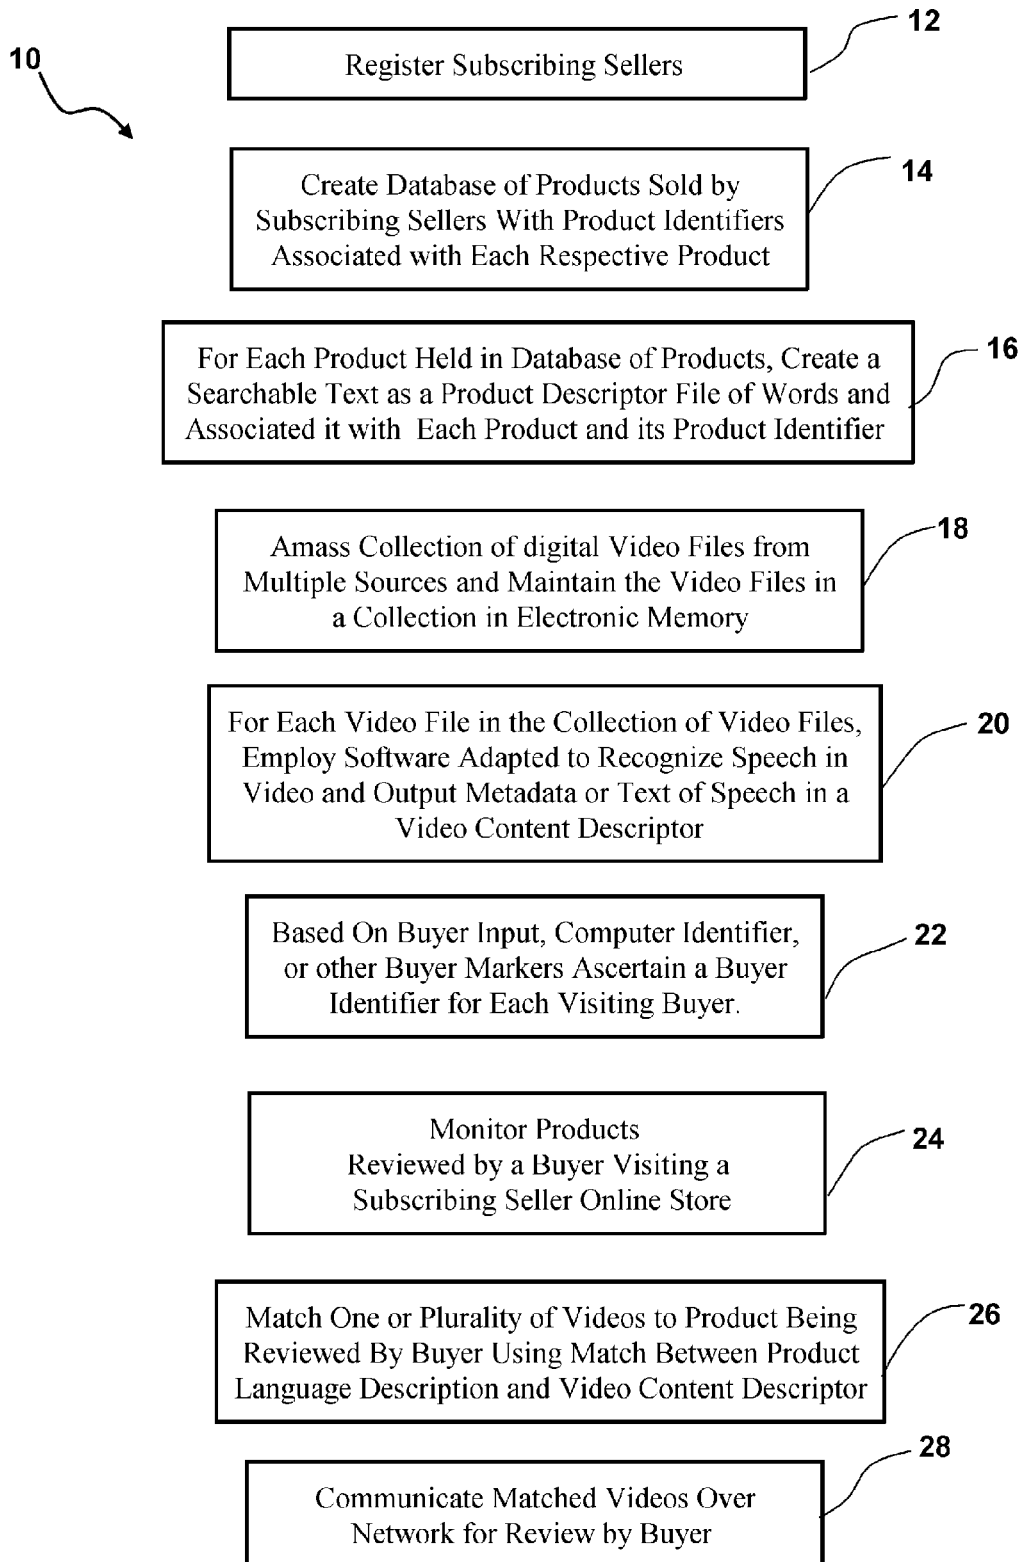 10
12
Register Subscribing Sellers
14
Create Database of Products Sold by
Subscribing Sellers With Product Identifiers
Associated with Each Respective Product
16
For Each Product Held in Database of Products, Create a
Searchable Text as a Product Descriptor File of Words and
Associated it with Each Product and its Product Identifier
18
Amass Collection of digital Video Files from
Multiple Sources and Maintain the Video Files in
a Collection in Electronic Memory
20
For Each Video File in the Collection of Video Files,
Employ Software Adapted to Recognize Speech in
Video and Output Metadata or Text of Speech in a
Video Content Descriptor
22
Based On Buyer Input, Computer Identifier,
or other Buyer Markers Ascertain a Buyer
Identifier for Each Visiting Buyer.
24
Monitor Products
Reviewed by a Buyer Visiting a
Subscribing Seller Online Store
26
Match One or Plurality of Videos to Product Being
Reviewed By Buyer Using Match Between Product
Language Description and Video Content Descriptor
28
Communicate Matched Videos Over
Network for Review by Buyer